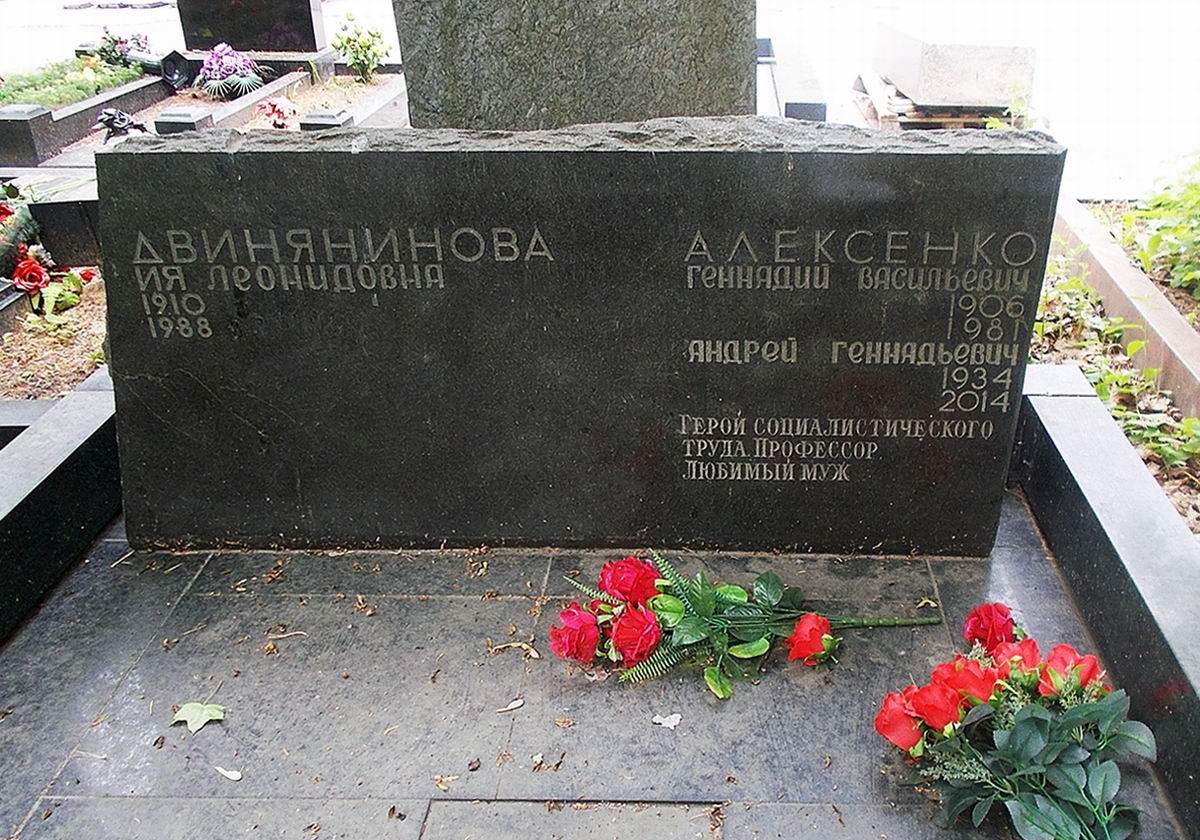 ДВИНЯНИНОВА
ИЯ ЛЕОНИДОВНА
1910
1988
АЛЕКСЕНКО
ГЕННАДИЙ ВАСИЛЬЕВИЧ
1906
1981
АНДРЕЙ ГЕННАДЬЕВИЧ
1934
2014
ГЕРОЙ СОЦИАЛИСТИЧЕСКОГО
ТРУДА. ПРОФЕССОР
ЛЮБИМЫЙ МУЖ